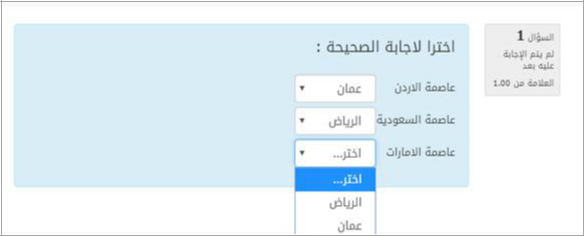 السؤال 1
لم يتم الإجابة
عليه بعد
العلامة من 1.00
اخترا لاجابة الصحيحة :
عاصمة الاردن عمان
عاصمة السعودية الرياض
عاصمة الامارات اختر...
اختر...
الرياض
عمان